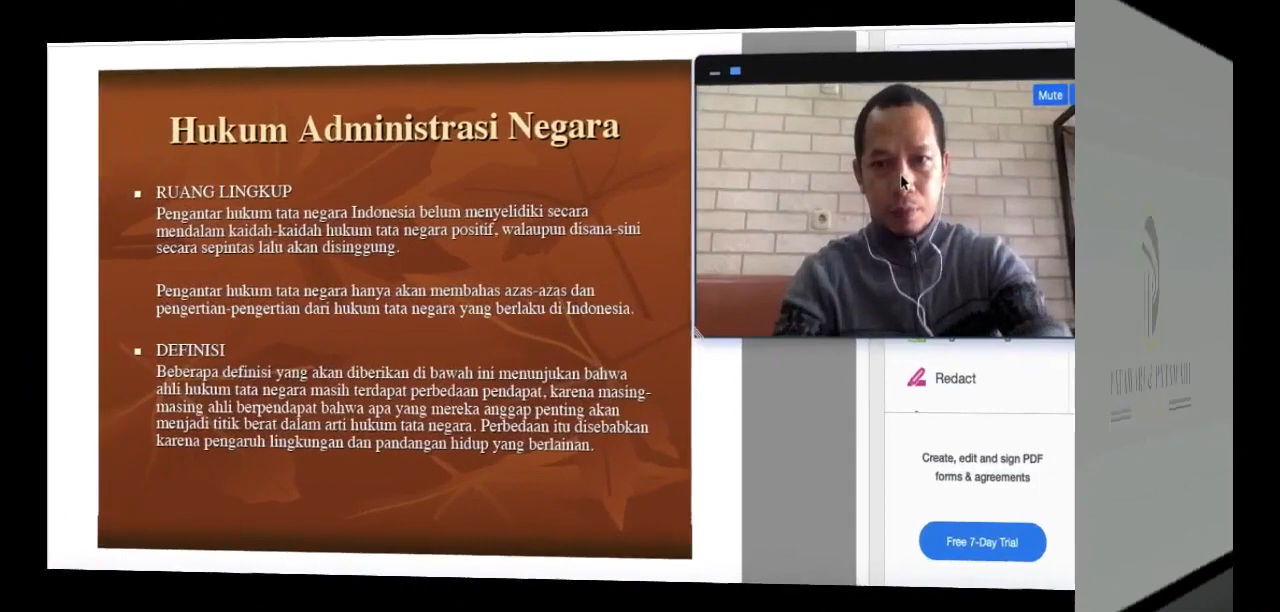 Hukum Administrasi Negara
RUANG LINGKUP
Pengantar hukum tata negara Indonesia belum menyelidiki secara
mendalam kaidah-kaidah hukum tata negara positif, walaupun disana-sini
secara sepintas lalu akan disinggung.
Pengantar hukum tata negara hanya akan membahas azas-azas dan
pengertian-pengertian dari hukum tata negara yang berlaku di Indonesia.
DEFINISI
Beberapa definisi yang akan diberikan di bawah ini menunjukan bahwa
ahli hukum tata negara masih terdapat perbedaan pendapat, karena masing-
masing ahli berpendapat bahwa apa yang mereka anggap penting akan
menjadi titik berat dalam arti hukum tata negara. Perbedaan itu disebabkan
karena pengaruh lingkungan dan pandangan hidup yang berlainan.
Mute
Redact
Create, edit and sign PDF
forms & agreements
Free 7-Day Trial